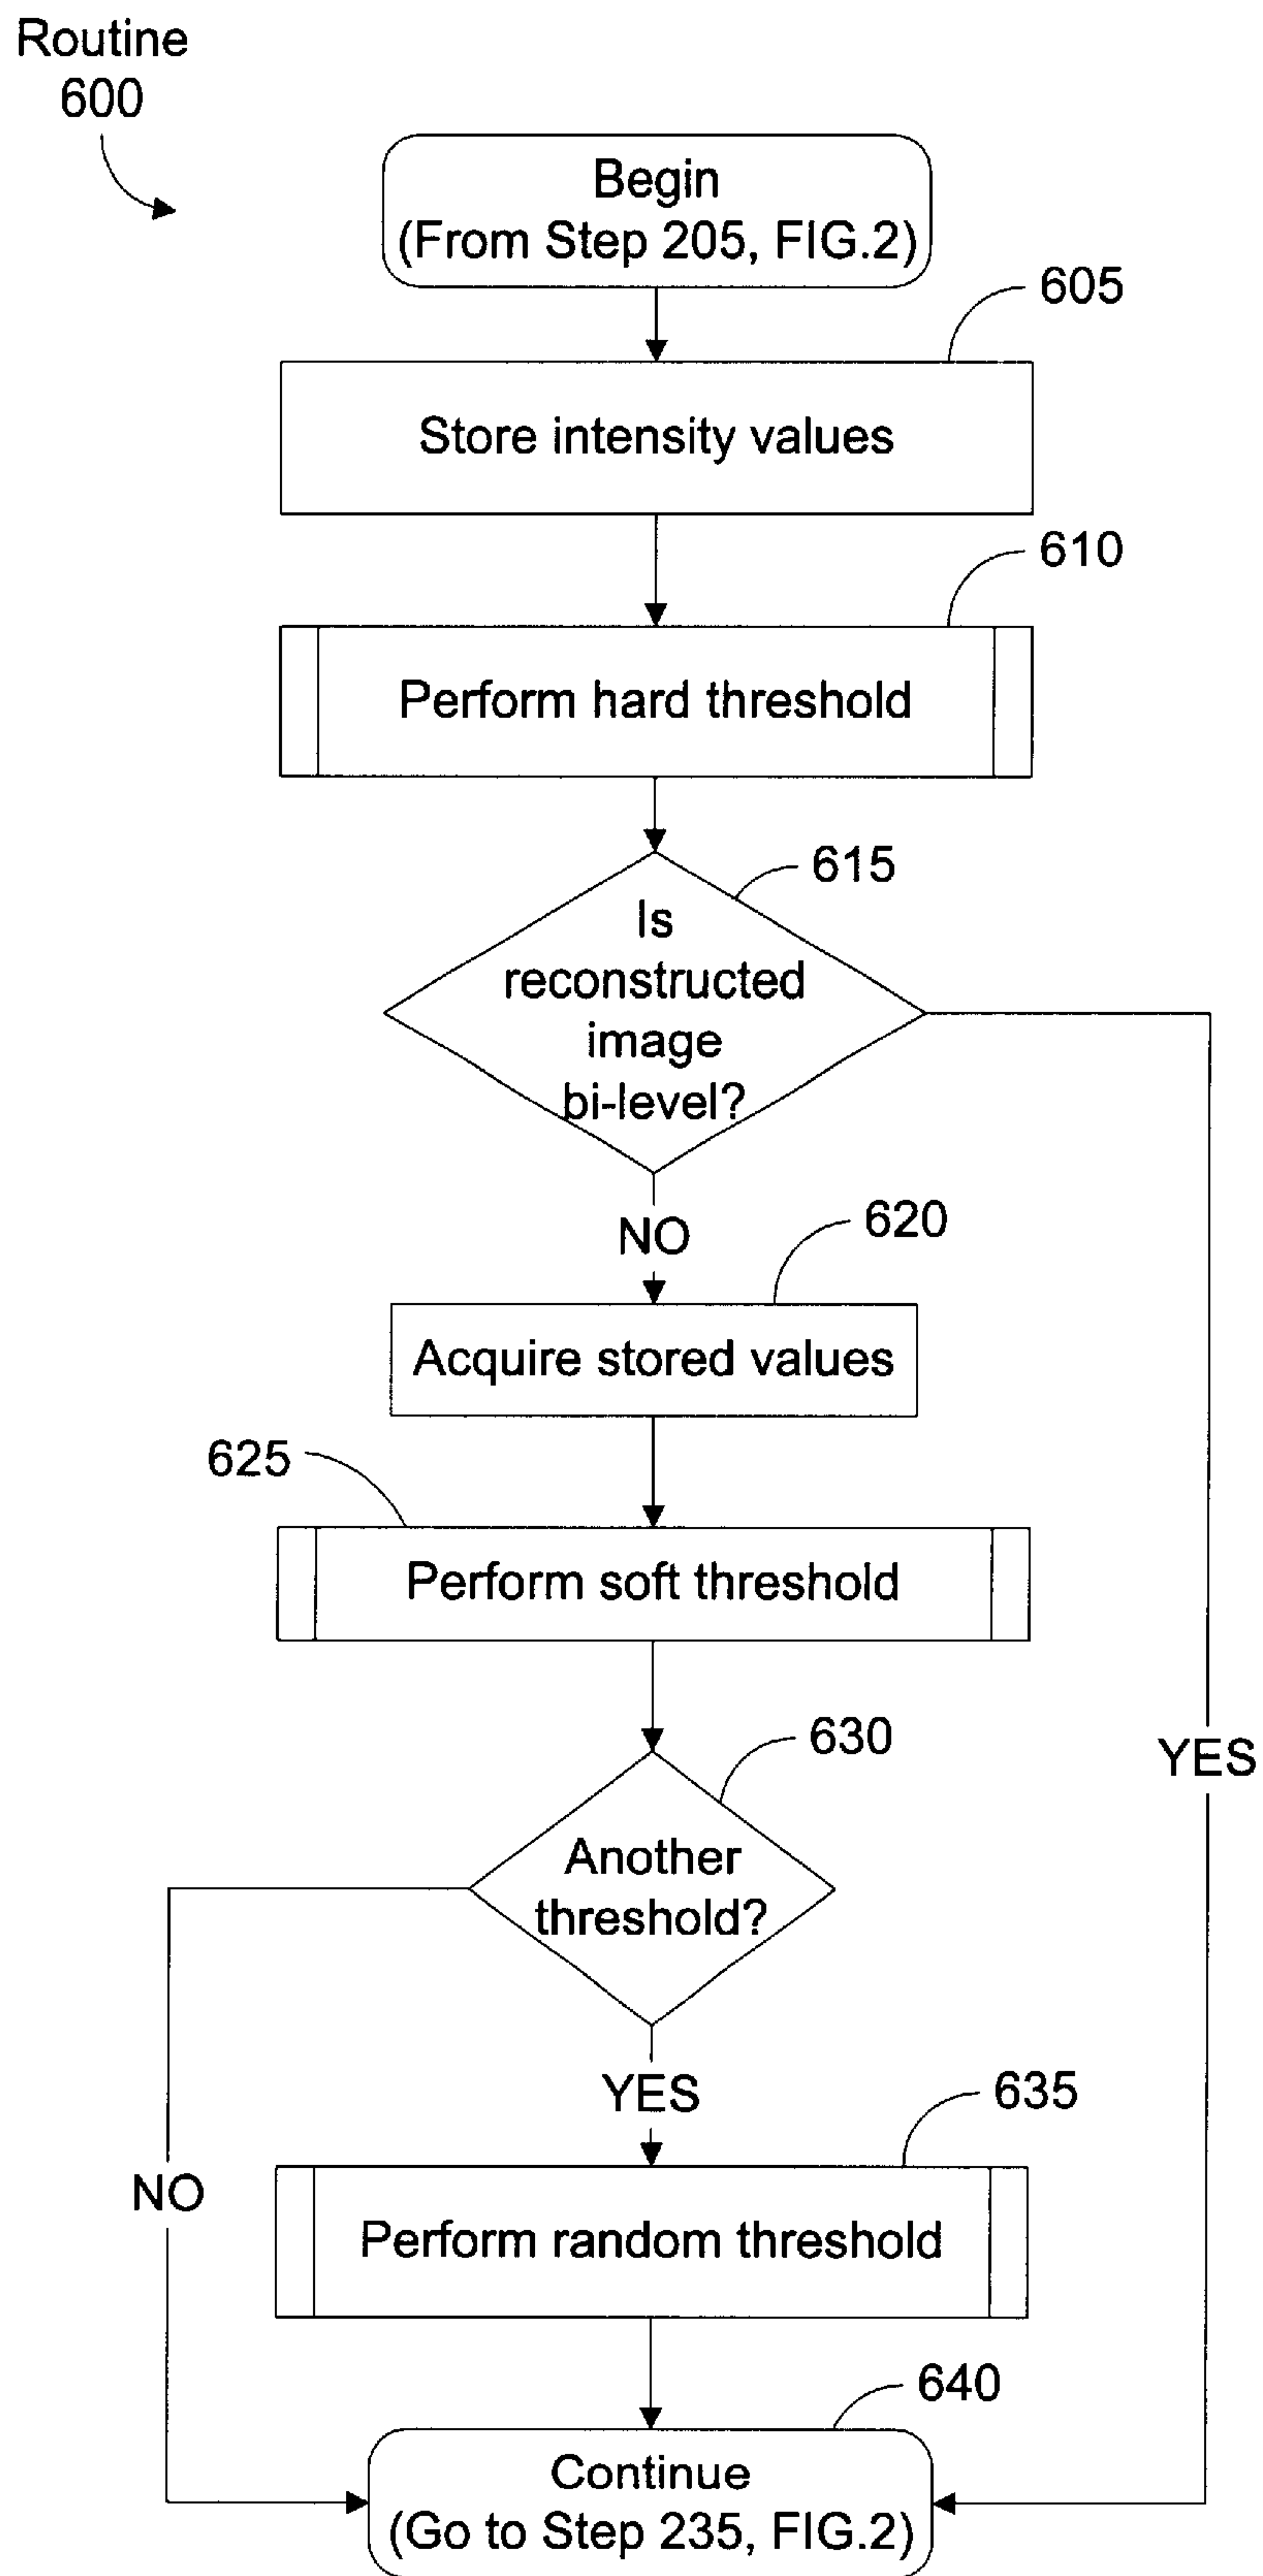 Routine
600
Begin
(From Step 205, FIG.2)
605
Store intensity values
610
Perform hard threshold
615
Is
reconstructed
image
bi-level?
NO
620
Acquire stored values
625
Perform soft threshold
630
YES
Another
threshold?
YES
635
NO
Perform random threshold
640
Continue
(Go to Step 235, FIG.2)